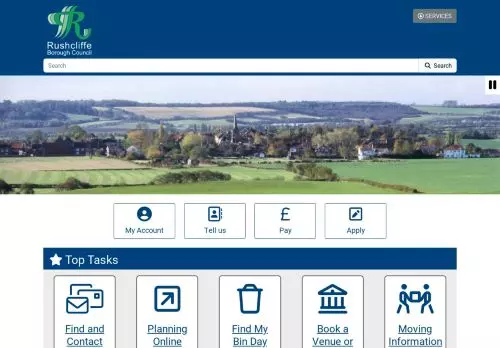 Rushcliffe
Borough Council
SERVICES
Search
Search
My Account
Tell us
Pay
Apply
Top Tasks
Find and
Contact
Planning
Online
Find My
Bin Day
Book a
Venue or
Moving
Information